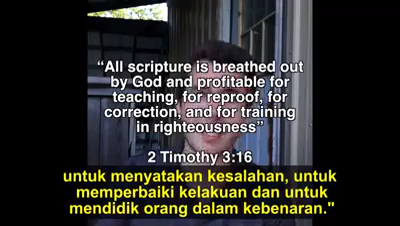 “All scripture is breathed out
by God and profitable for
teaching, for reproof, for
correction, and for training
in righteousness”
2 Timothy 3:16
untuk menyatakan kesalahan, untuk
memperbaiki kelakuan dan untuk
mendidik orang dalam kebenaran."